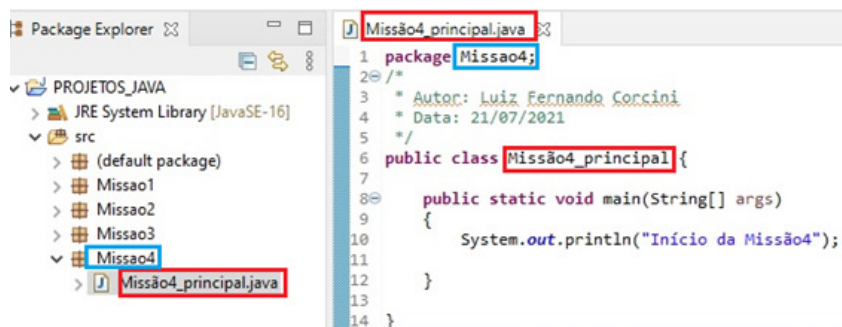 Package Explorer
PROJETOS_JAVA
JRE System Library [JavaSE-16]
src
(default package)
Missao1
Missao2
Missao3
Missao4
Missão4_principal.java
Missão4_principal.java
1 package Missao4;
2 /*
3 * Autor: Luiz Fernando Corcini
4 * Data: 21/07/2021
5 */
6 public class Missão4_principal {
7
8 public static void main(String[] args)
9 {
10 System.out.println("Início da Missão4");
11
12 }
13
14 }